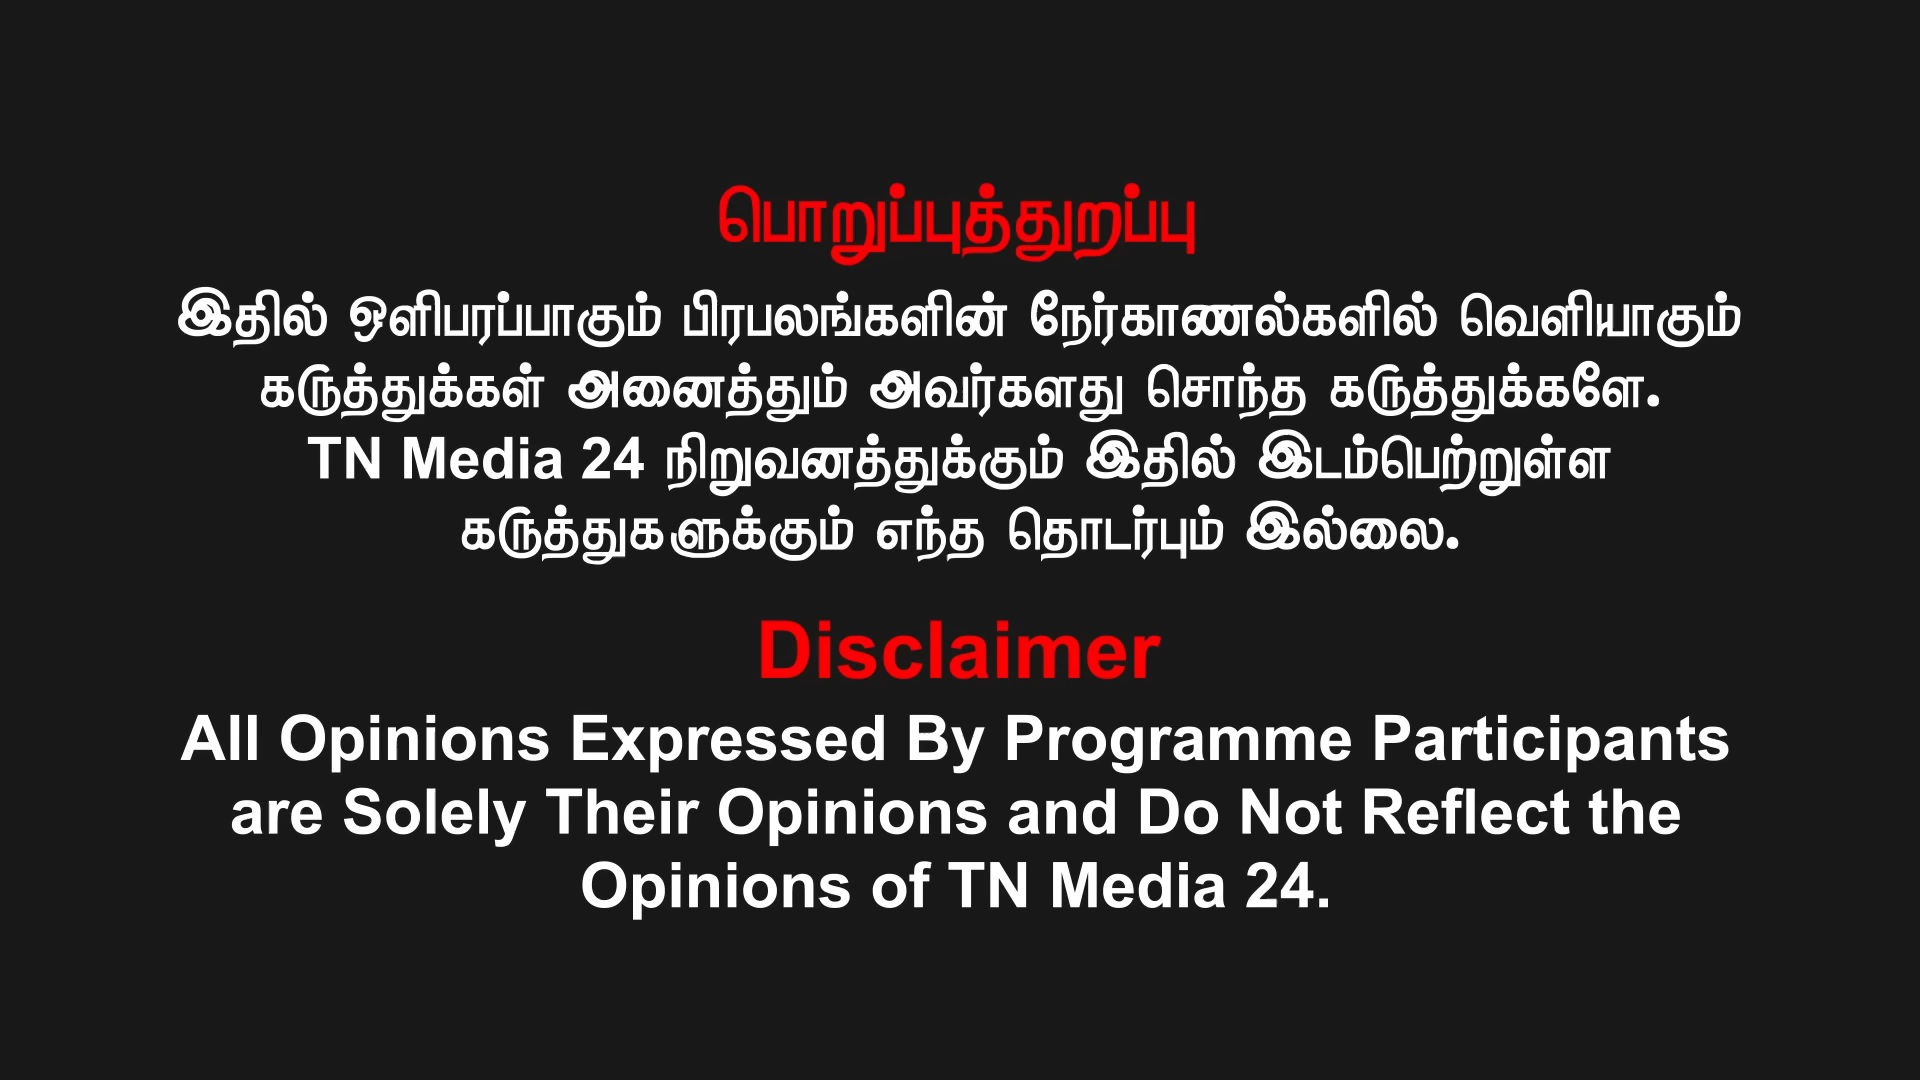 பொறுப்புத்துறப்பு
இதில் ஒளிபரப்பாகும் பிரபலங்களின் நேர்காணல்களில் வெளியாகும்
கருத்துக்கள் அனைத்தும் அவர்களது சொந்த கருத்துக்களே.
TN Media 24 நிறுவனத்துக்கும் இதில் இடம்பெற்றுள்ள
கருத்துகளுக்கும் எந்த தொடர்பும் இல்லை.
Disclaimer
All Opinions Expressed By Programme Participants
are Solely Their Opinions and Do Not Reflect the
Opinions of TN Media 24.